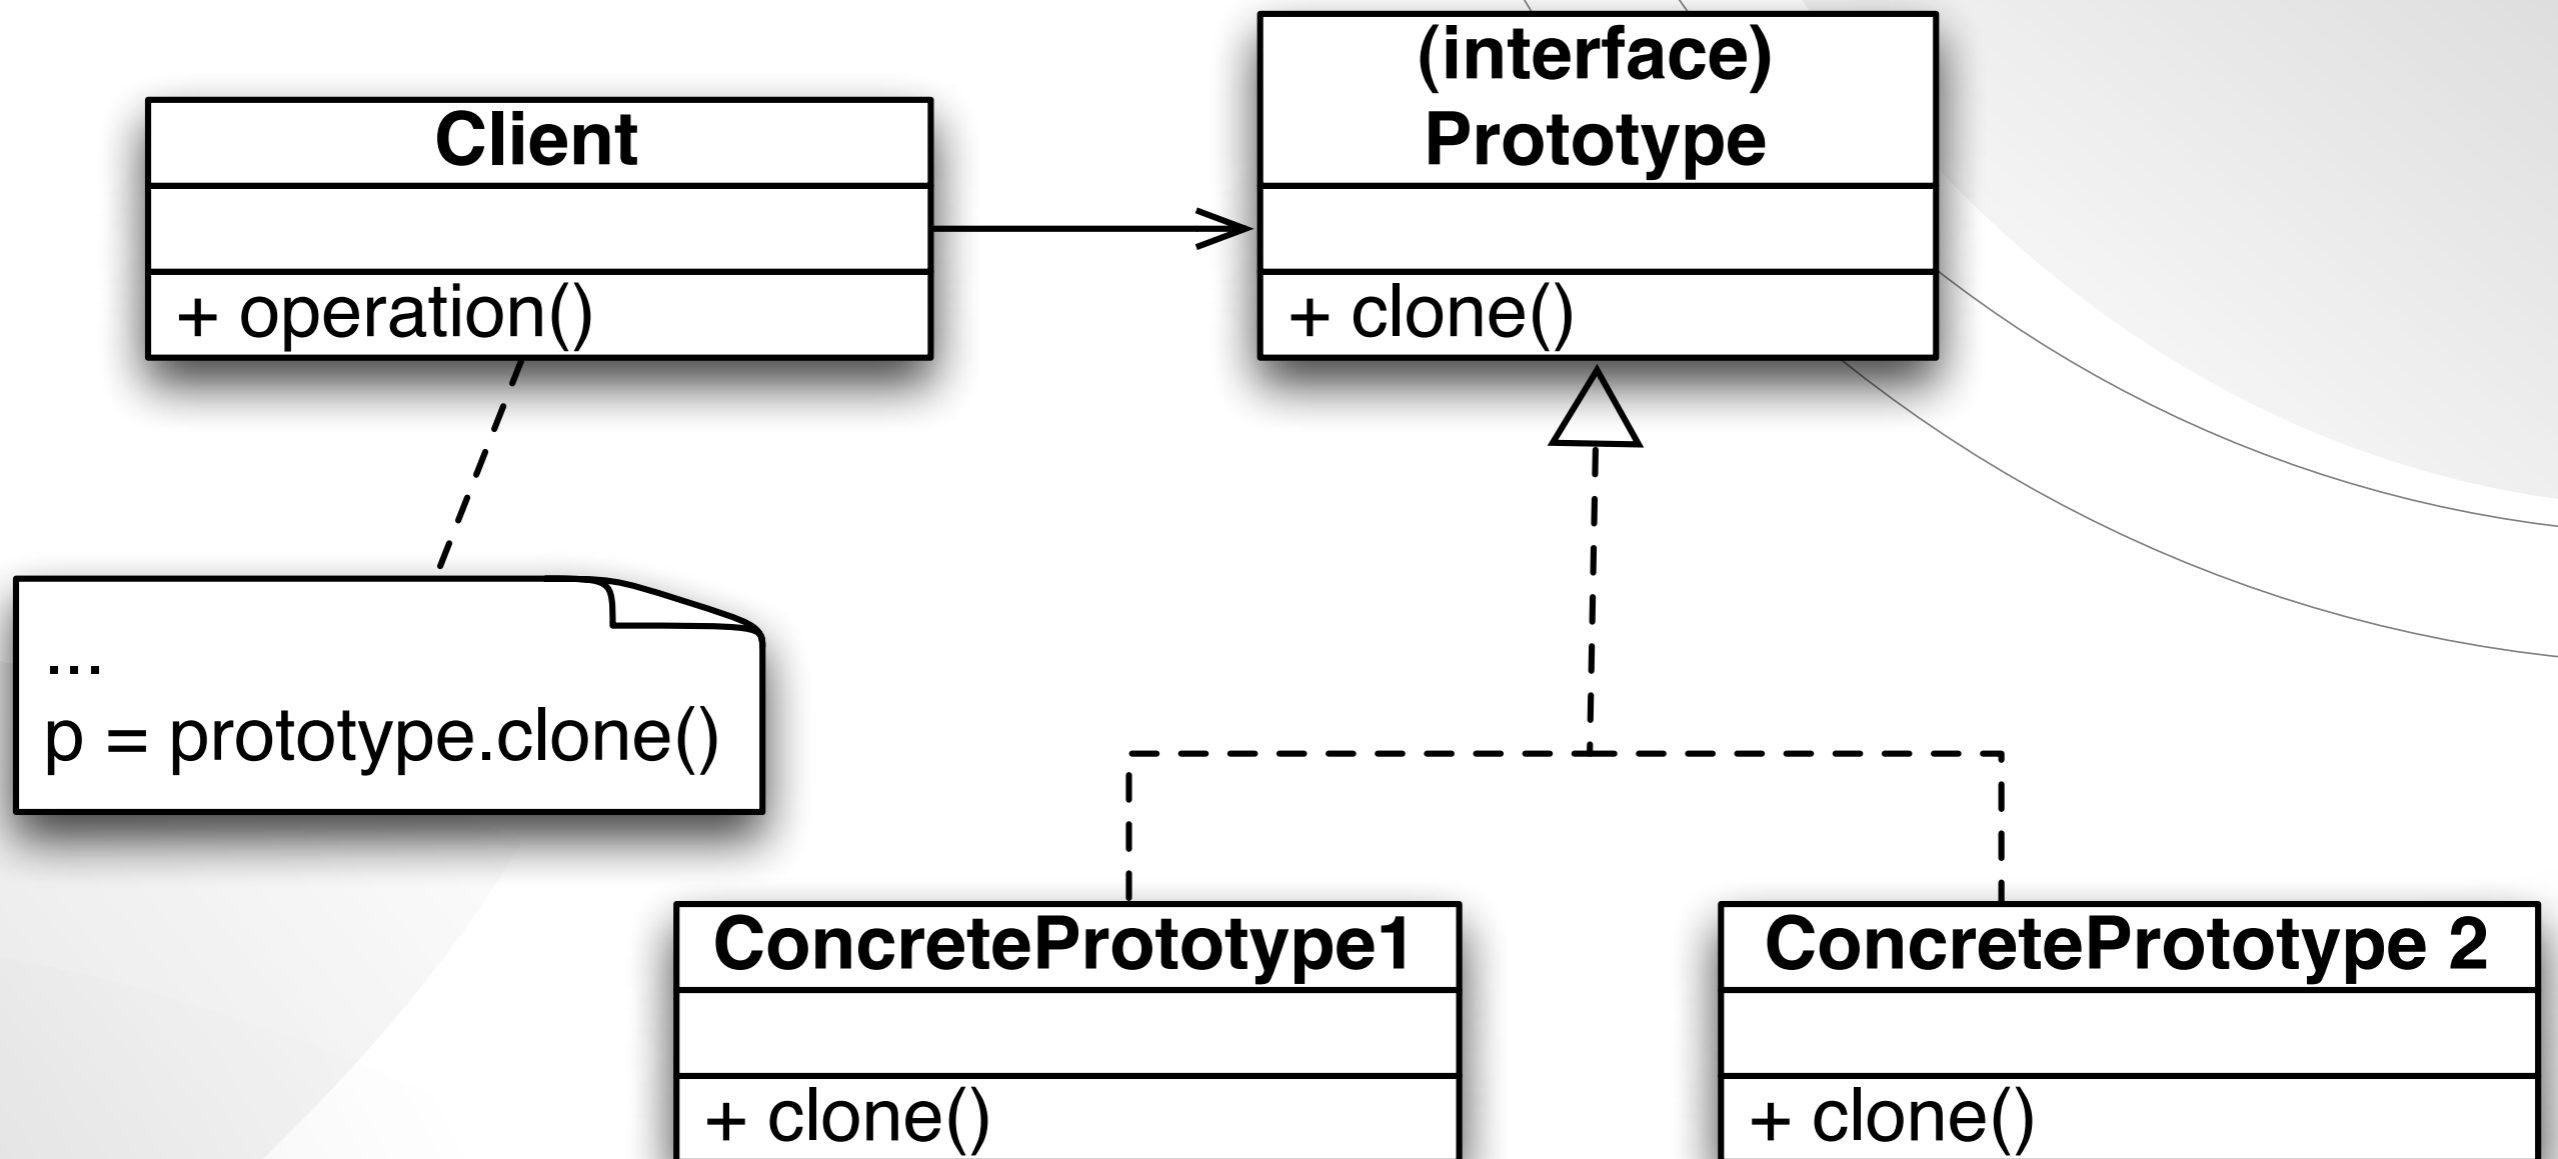 Client
+ operation()
(interface)
Prototype
+ clone()
...
p = prototype.clone()
ConcretePrototype1
+ clone()
ConcretePrototype 2
+ clone()